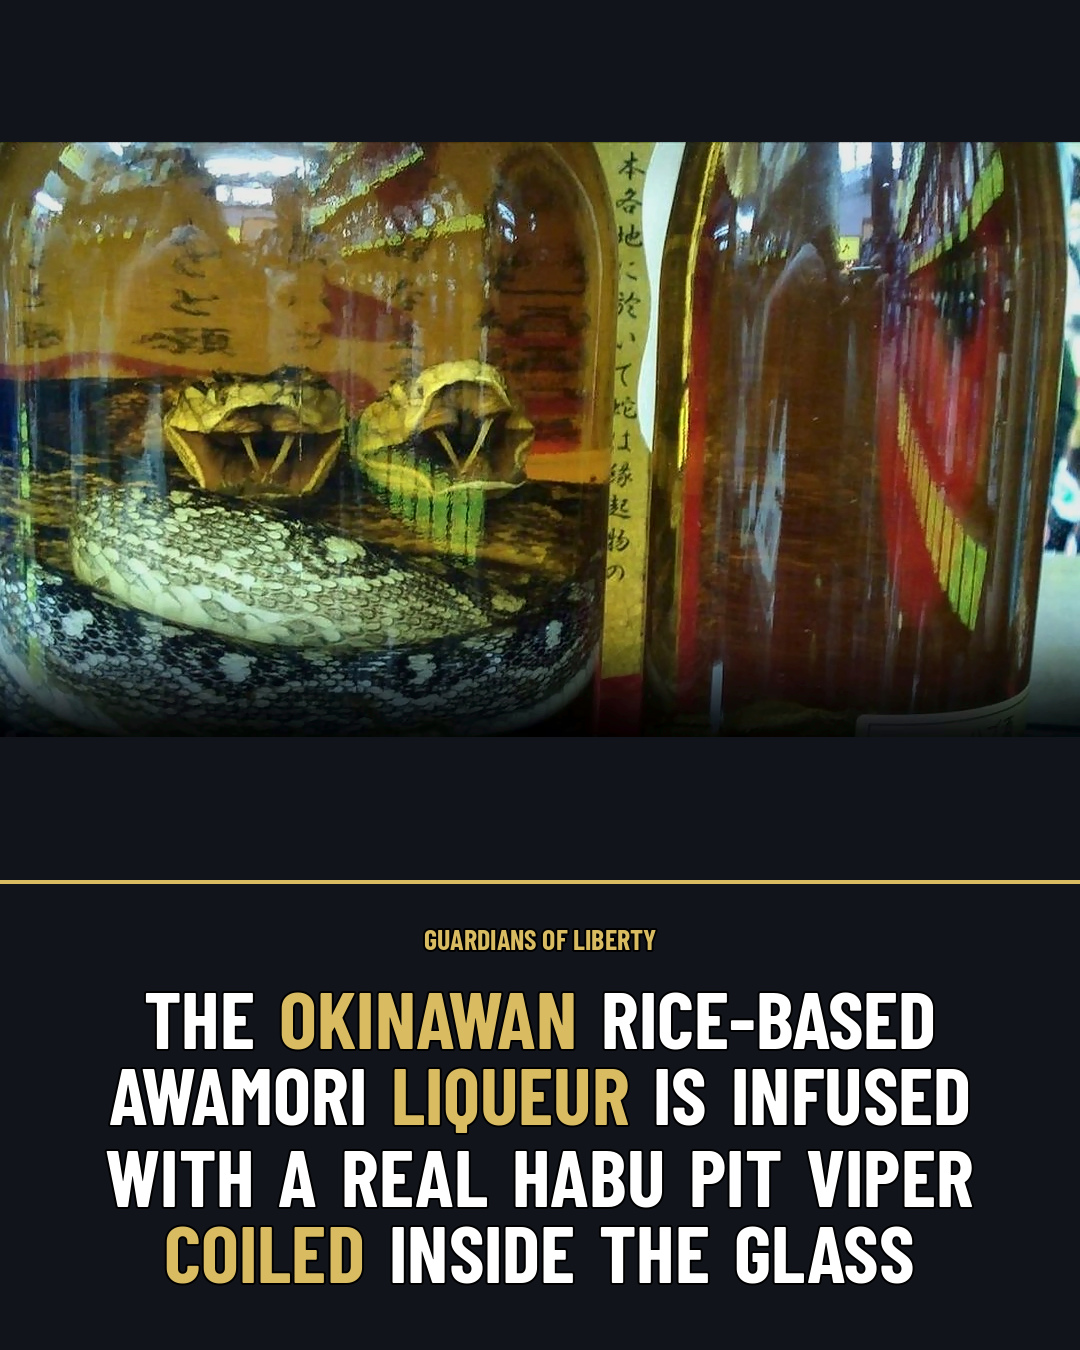 本各地に於いて蛇は縁起物の
GUARDIANS OF LIBERTY
THE OKINAWAN RICE-BASED
AWAMORI LIQUEUR IS INFUSED
WITH A REAL HABU PIT VIPER
COILED INSIDE THE GLASS